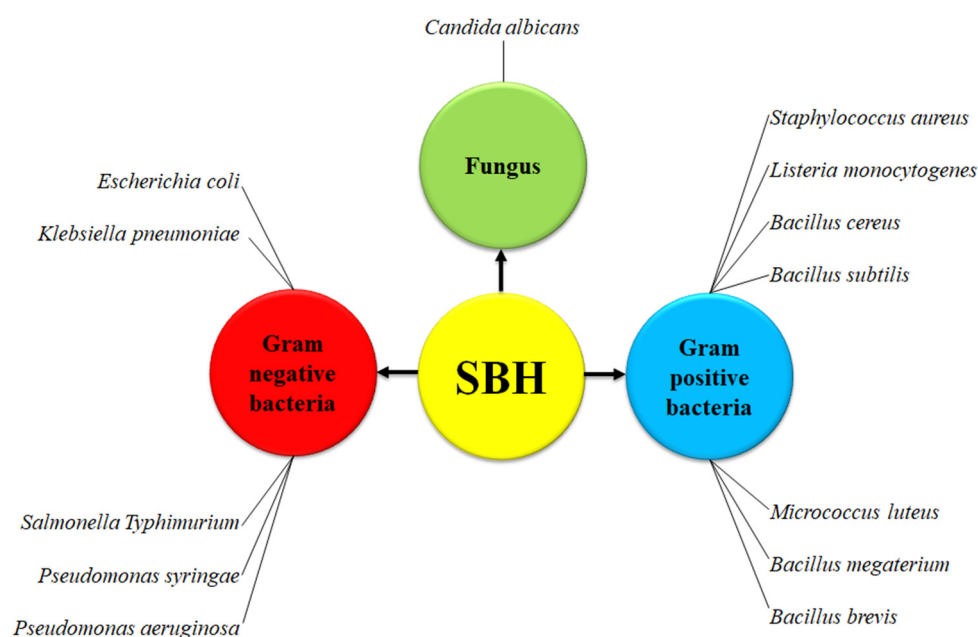 Candida albicans
Fungus
Escherichia coli
Klebsiella pneumoniae
Staphylococcus aureus
Listeria monocytogenes
Bacillus cereus
Bacillus subtilis
Gram
negative
bacteria
SBH
Gram
positive
bacteria
Salmonella Typhimurium
Pseudomonas syringae
Pseudomonas aeruginosa
Micrococcus luteus
Bacillus megaterium
Bacillus brevis